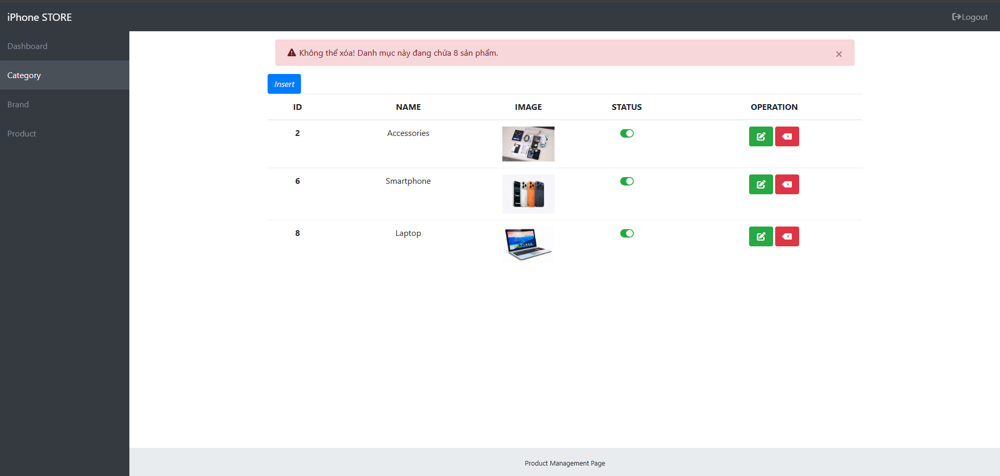 iPhone STORE
Logout
Dashboard
Category
Brand
Product
Không thể xóa! Danh mục này đang chứa 8 sản phẩm.
×
Insert
ID NAME IMAGE STATUS OPERATION
2 Accessories
6 Smartphone
8 Laptop
Product Management Page